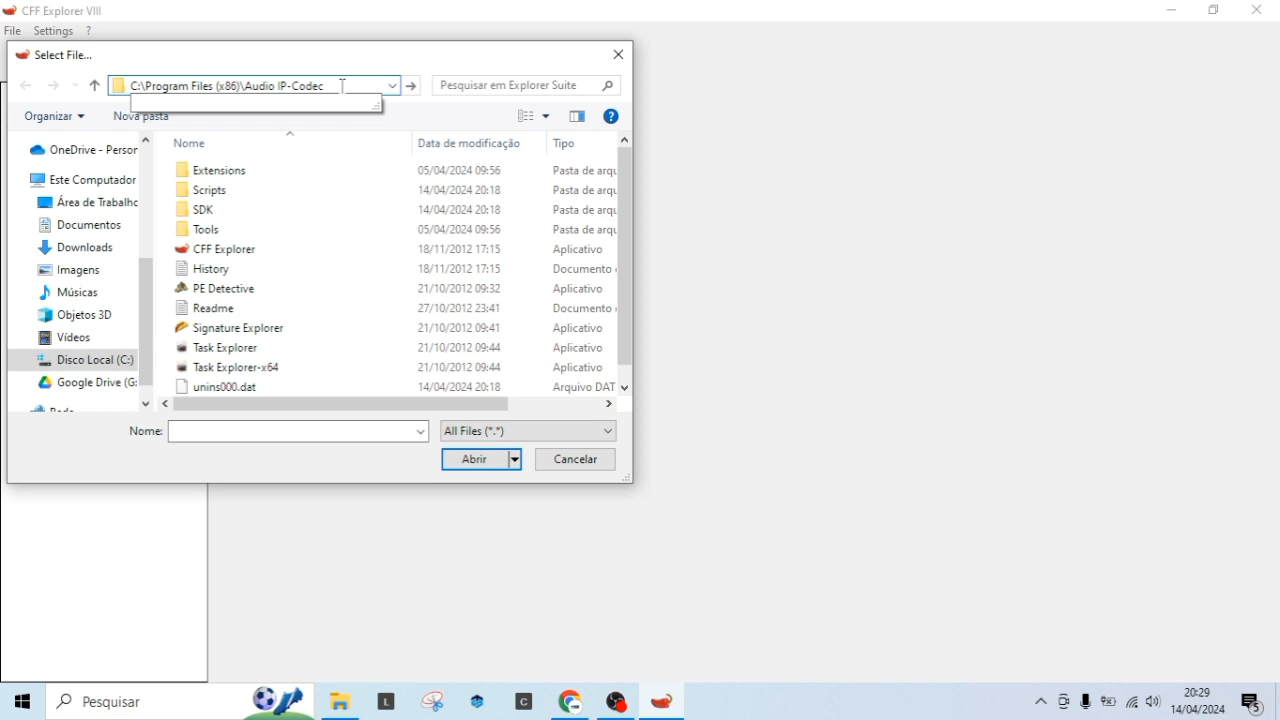 CFF Explorer VIII
File Settings ?
Select File...
C:\Program Files (x86)\Audio IP-Codec
Pesquisar em Explorer Suite
Organizar
Nova pasta
Nome Data de modificação Tipo
OneDrive - Person
Este Computador
Área de Trabalho
Documentos
Downloads
Imagens
Músicas
Objetos 3D
Vídeos
Disco Local (C:)
Google Drive (G:
Extensions 05/04/2024 09:56 Pasta de arqu
Scripts 14/04/2024 20:18 Pasta de arqu
SDK 14/04/2024 20:18 Pasta de arqu
Tools 05/04/2024 09:56 Pasta de arqu
CFF Explorer 18/11/2012 17:15 Aplicativo
History 18/11/2012 17:15 Documento
PE Detective 21/10/2012 09:32 Aplicativo
Readme 27/10/2012 23:41 Documento
Signature Explorer 21/10/2012 09:41 Aplicativo
Task Explorer 21/10/2012 09:44 Aplicativo
Task Explorer-x64 21/10/2012 09:44 Aplicativo
unins000.dat 14/04/2024 20:18 Arquivo DAT
Nome:
All Files (*.*)
Abrir
Cancelar
Pesquisar
L
C
20:29
14/04/2024
5